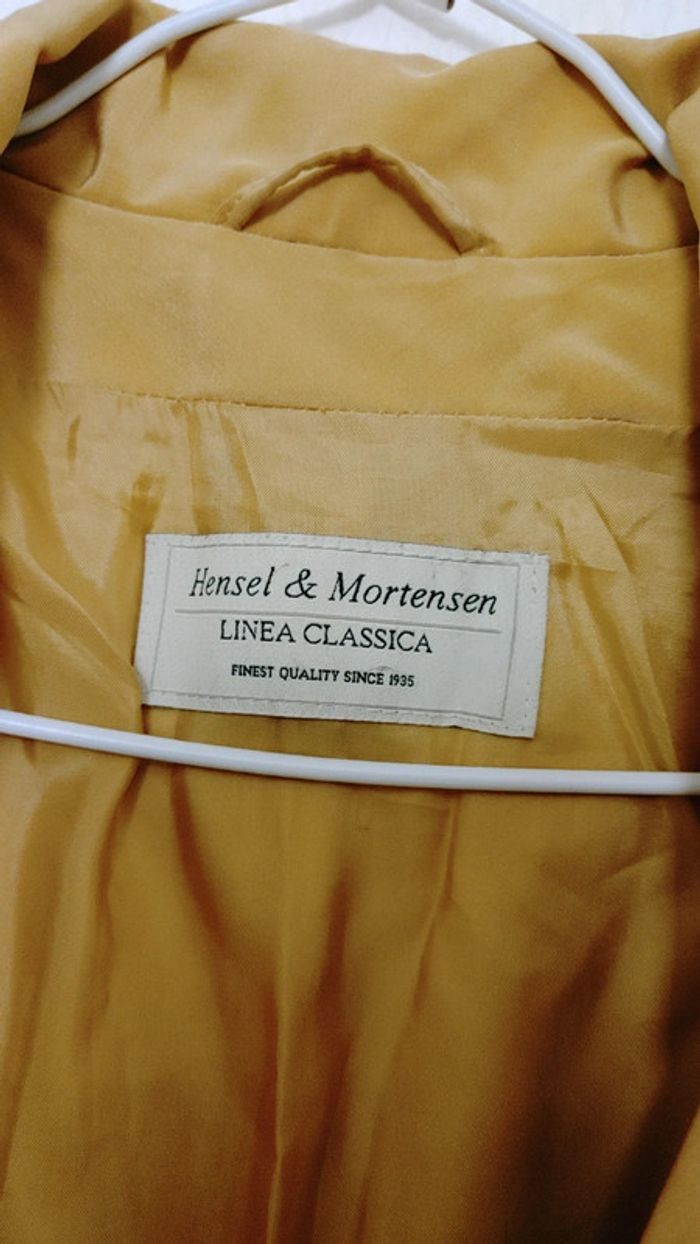 Hensel & Mortensen
LINEA CLASSICA
FINEST QUALITY SINCE 1935